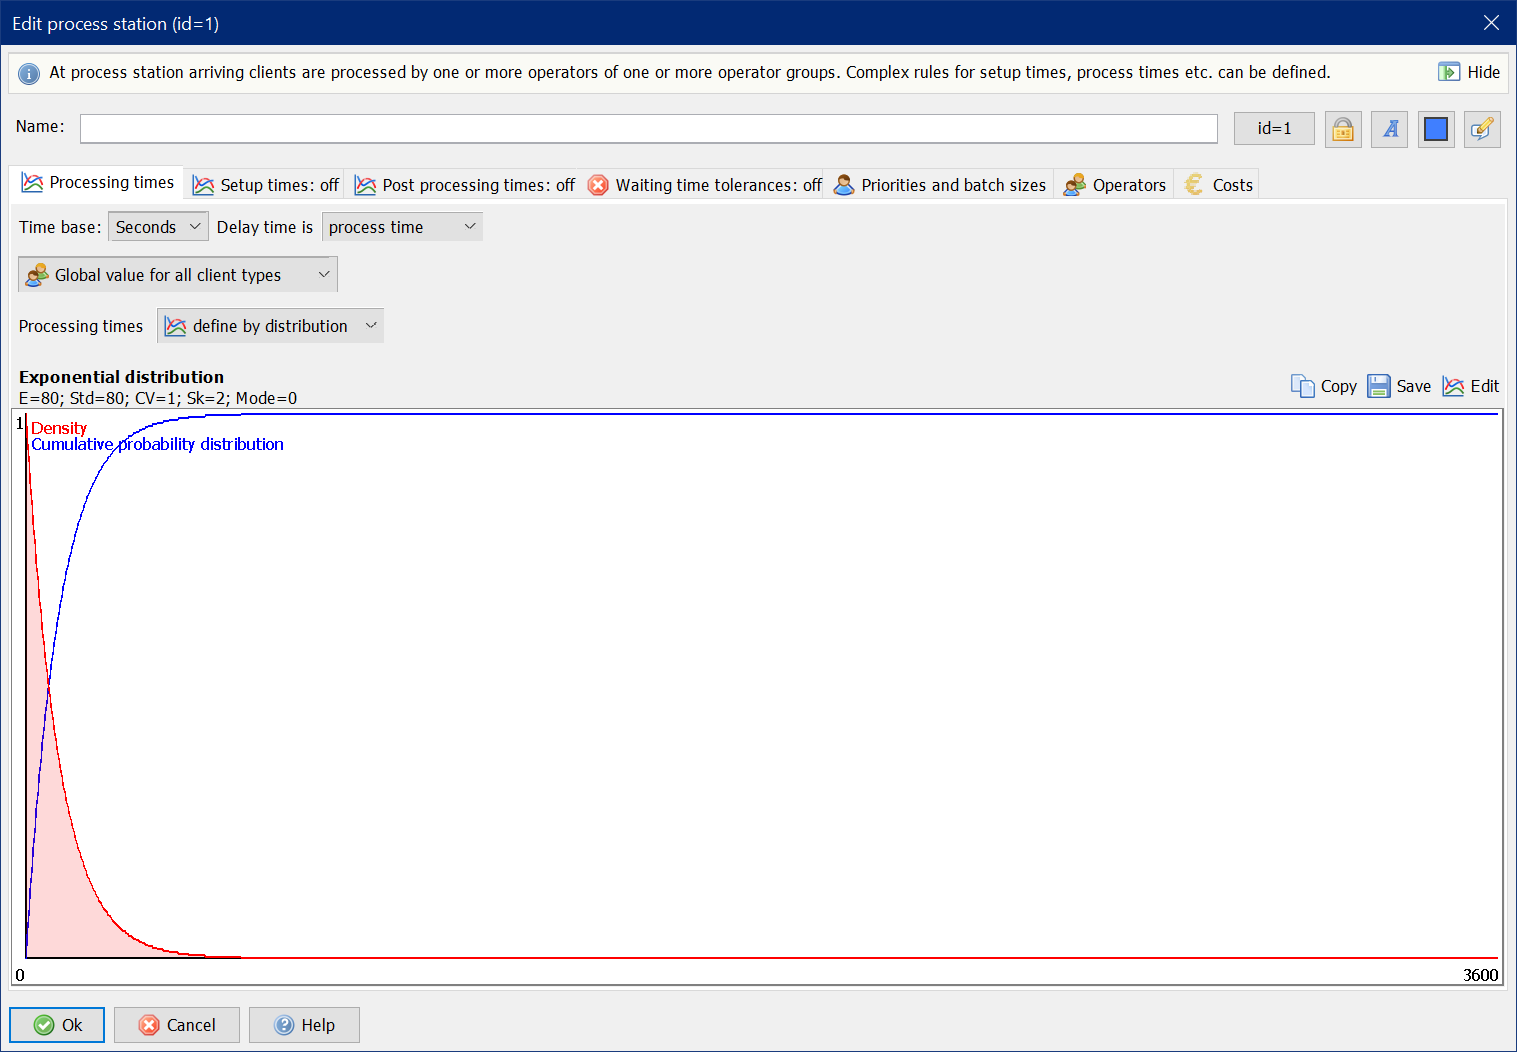 Edit process station (id=1)
At process station arriving clients are processed by one or more operators of one or more operator groups. Complex rules for setup times, process times etc. can be defined.
Hide
Name:
id=1
A
Processing times
Setup times: off
Post processing times: off
Waiting time tolerances: off
Priorities and batch sizes
Operators
Costs
Time base: Seconds Delay time is process time
Global value for all client types
Processing times define by distribution
Exponential distribution
E=80; Std=80; CV=1; Sk=2; Mode=0
Copy Save Edit
1
Density
Cumulative probability distribution
0
3600
Ok Cancel Help